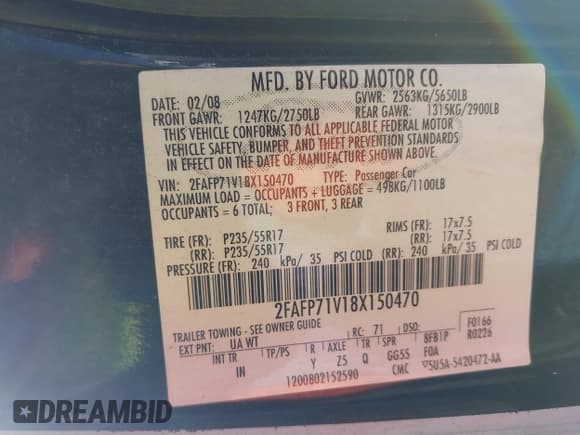 MFD. BY FORD MOTOR CO.
DATE: 02/08 GVWR: 2563KG/5650LB
FRONT GAWR: 1247KG/2750LB REAR GAWR: 1315KG/2900LB
THIS VEHICLE CONFORMS TO ALL APPLICABLE FEDERAL MOTOR
VEHICLE SAFETY, BUMPER, AND THEFT PREVENTION STANDARDS
IN EFFECT ON THE DATE OF MANUFACTURE SHOWN ABOVE.
VIN: 2FAFP71V18X150470 TYPE: Passenger Car
MAXIMUM LOAD = OCCUPANTS + LUGGAGE = 498KG/1100LB
OCCUPANTS = 6 TOTAL; 3 FRONT, 3 REAR
TIRE (FR): P235/55R17 RIMS (FR): 17x7.5
(RR): P235/55R17 (RR): 17x7.5
PRESSURE (FR): 240 kPa/ 35 PSI COLD (RR): 240 kPa/ 35 PSI COLD
2FAFP71V18X150470
TRAILER TOWING - SEE OWNER GUIDE
EXT PNT: UA WT RC: 71 DSO: F0166
INT TR TP/PS R AXLE TR SPR BFB1P R0226
IN Y Z5 Q GG55 F0A
1200802152590 CMC 5U5A-5420472-AA
DREAMBID